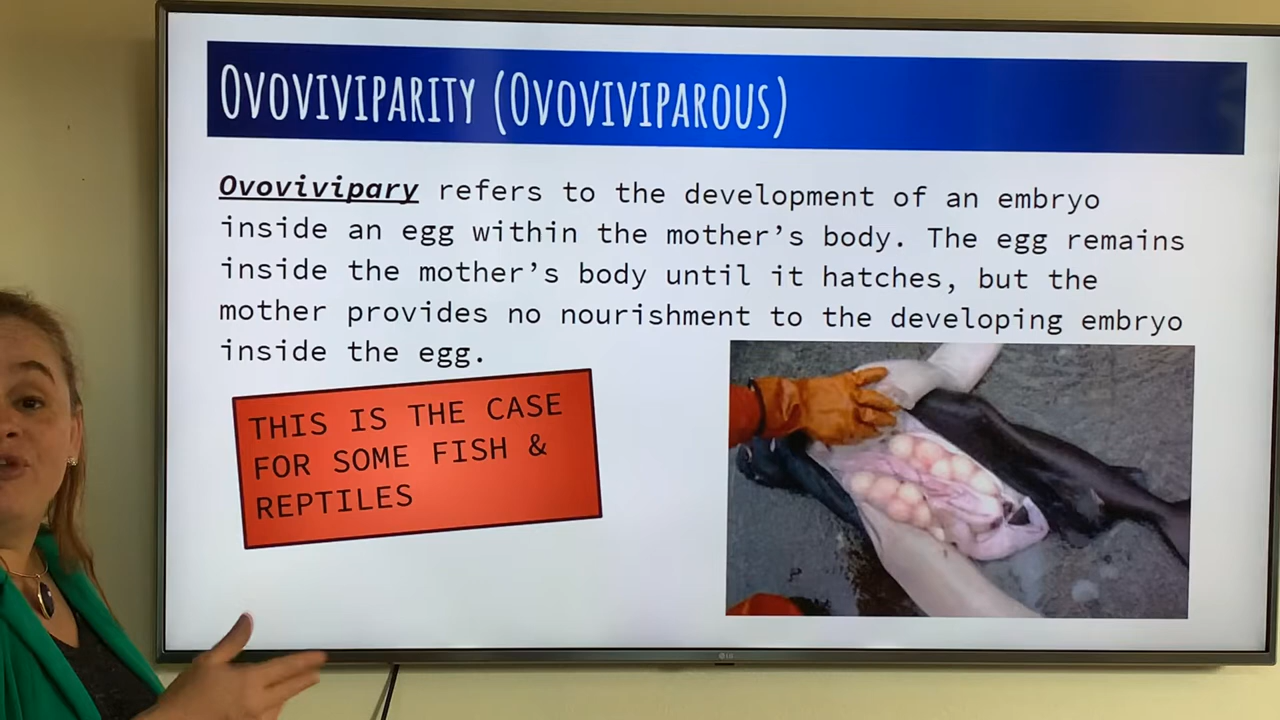 OVOVIVIPARITY (OVOVIVIPAROUS)
Ovovivipary refers to the development of an embryo
inside an egg within the mother’s body. The egg remains
inside the mother’s body until it hatches, but the
mother provides no nourishment to the developing embryo
inside the egg.
THIS IS THE CASE
FOR SOME FISH &
REPTILES
LG